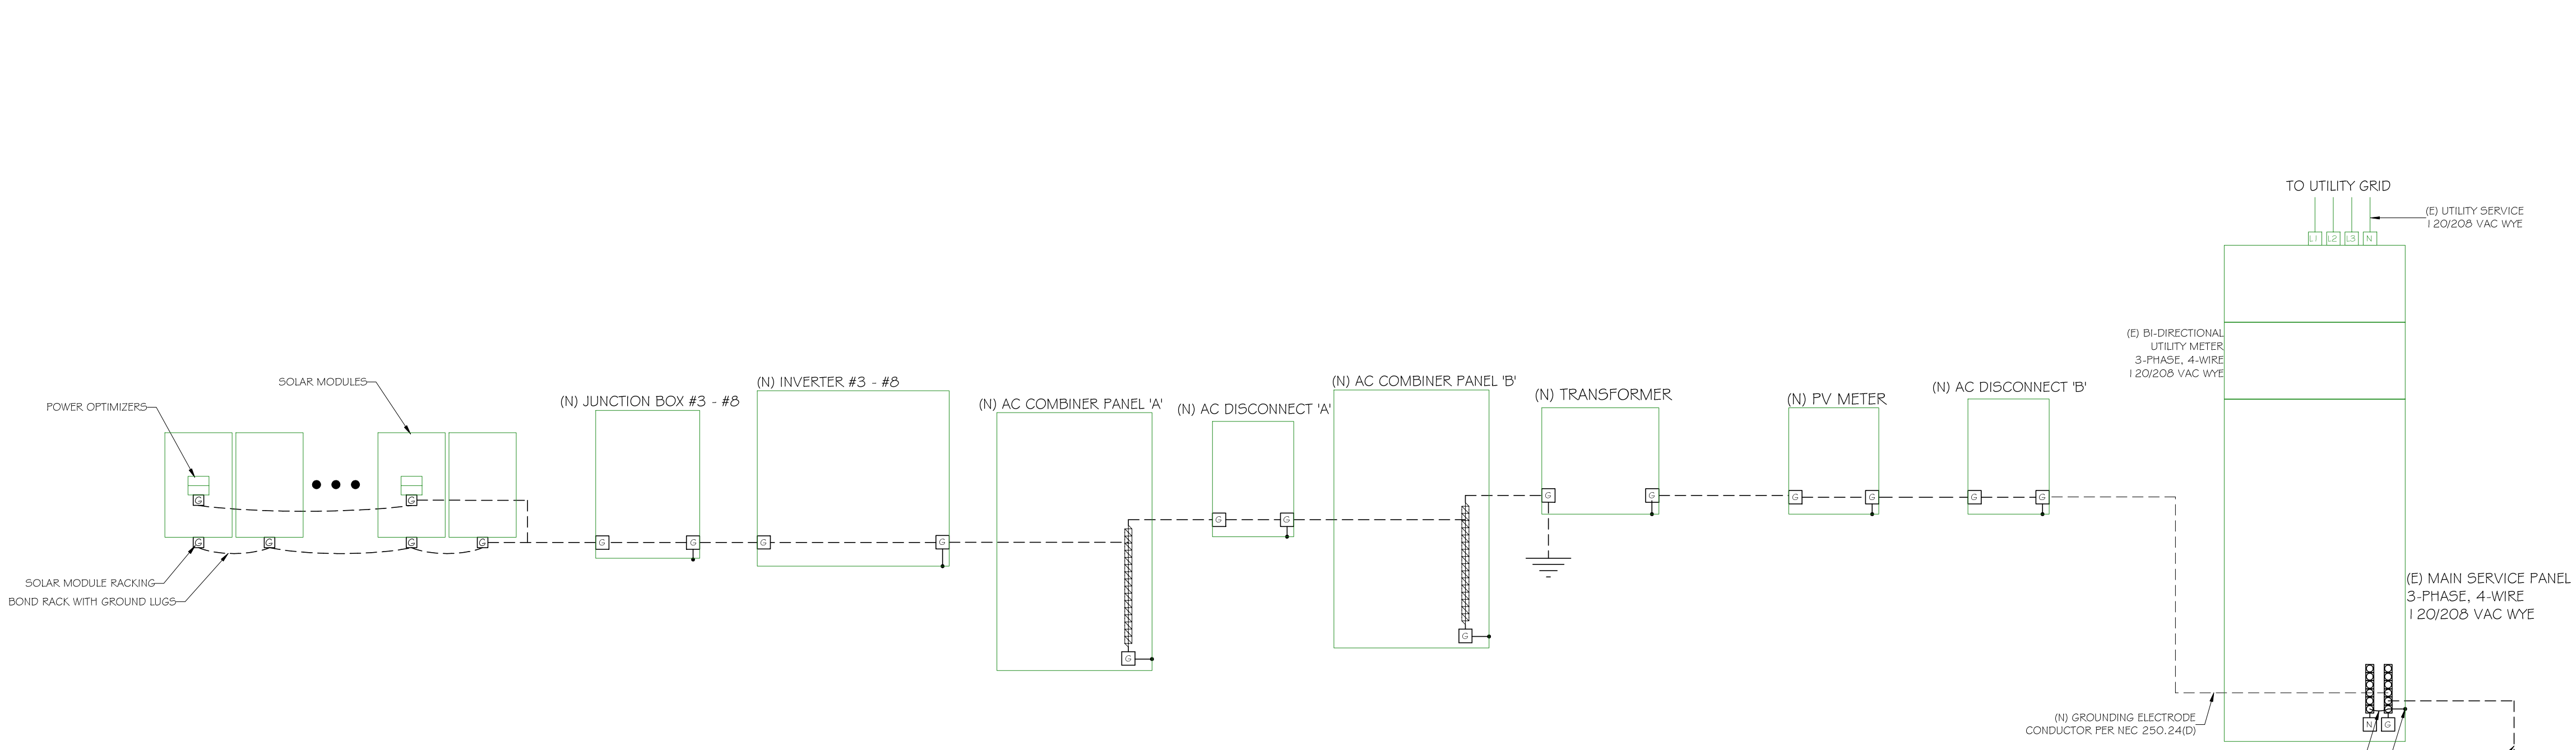 TO UTILITY GRID
(E) UTILITY SERVICE
120/208 VAC WYE
L1 L2 L3 N
(E) BI-DIRECTIONAL
UTILITY METER
3-PHASE, 4-WIRE
120/208 VAC WYE
SOLAR MODULES
POWER OPTIMIZERS
(N) JUNCTION BOX #3 - #8
(N) INVERTER #3 - #8
(N) AC COMBINER PANEL 'A'
(N) AC DISCONNECT 'A'
(N) AC COMBINER PANEL 'B'
(N) TRANSFORMER
(N) PV METER
(N) AC DISCONNECT 'B'
G G
G G G G
G G
G G
G
G G
G
G G
G G
G G
SOLAR MODULE RACKING
BOND RACK WITH GROUND LUGS
(E) MAIN SERVICE PANEL
3-PHASE, 4-WIRE
120/208 VAC WYE
(N) GROUNDING ELECTRODE
CONDUCTOR PER NEC 250.24(D)
N G